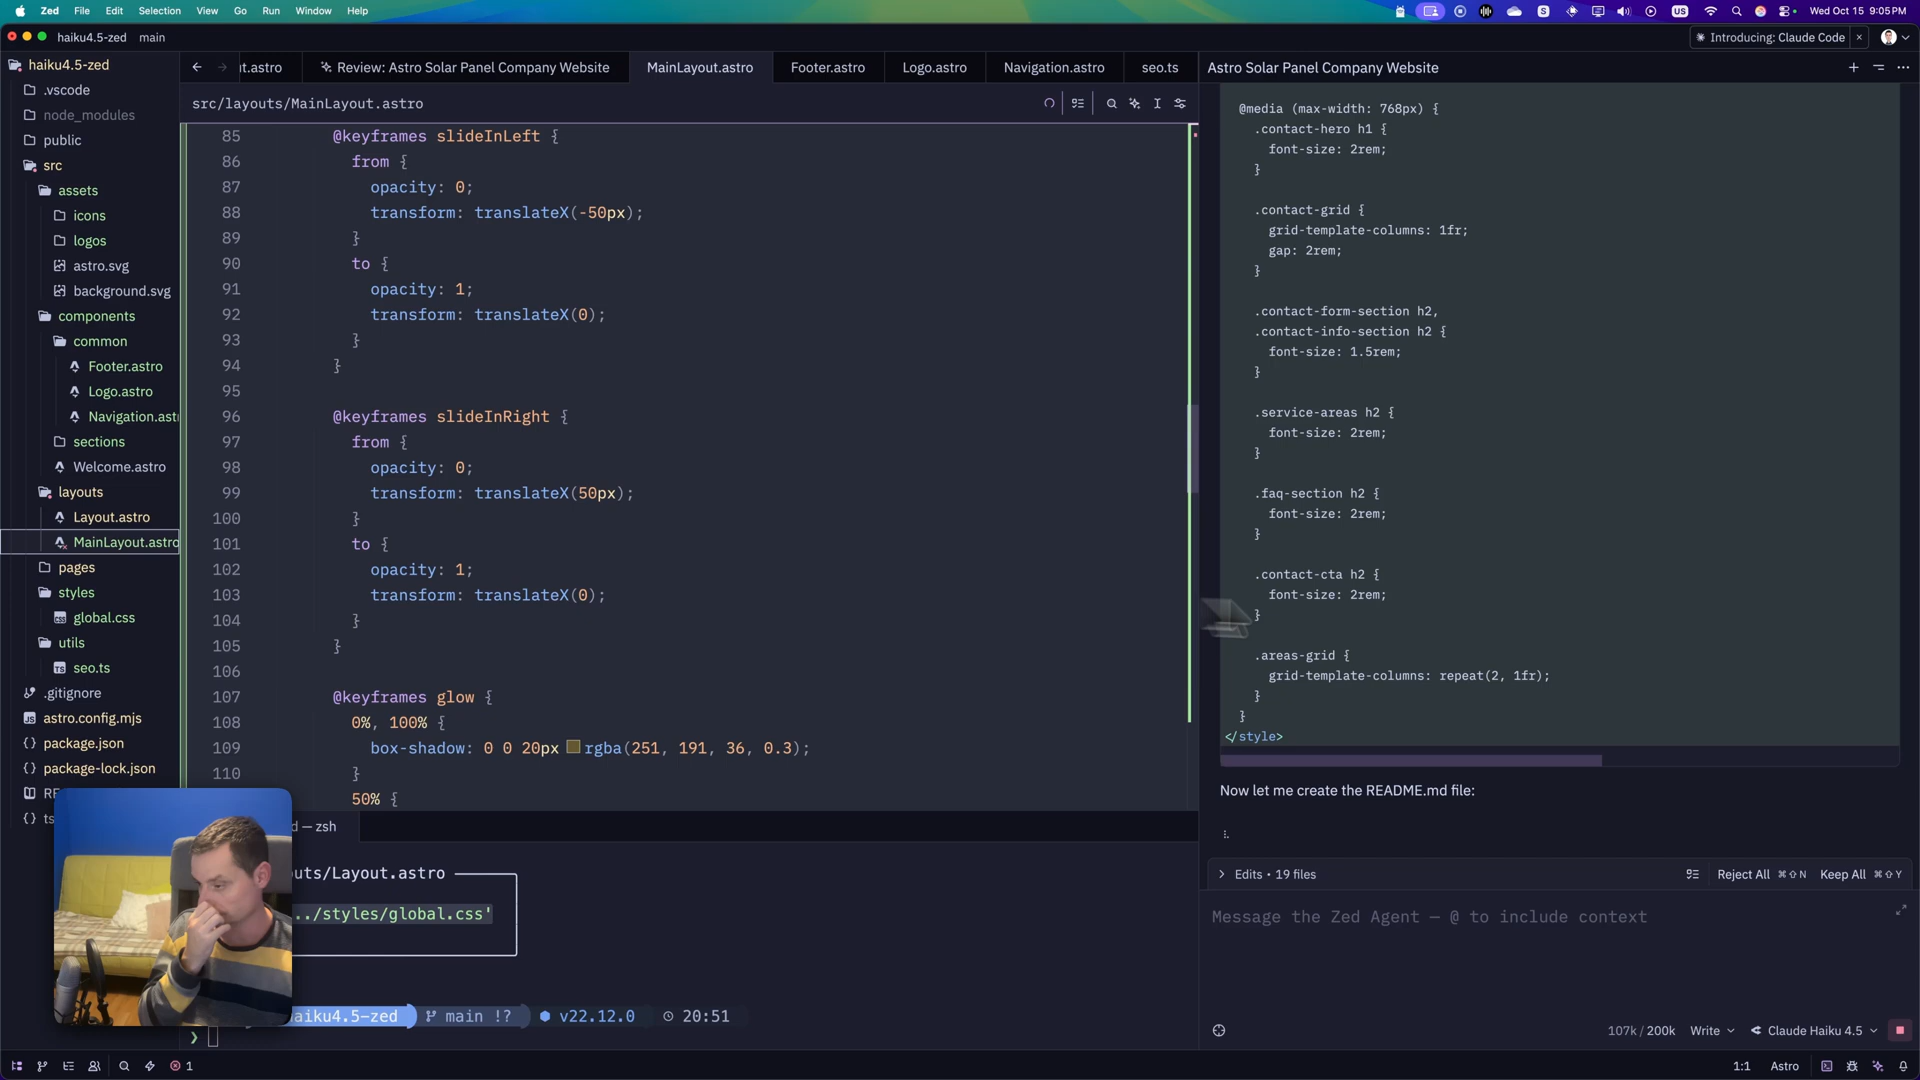 Zed File Edit Selection View Go Run Window Help
S US Wed Oct 15 9:05 PM
haiku4.5-zed main
Introducing: Claude Code ×
haiku4.5-zed
.vscode
node_modules
public
src
assets
icons
logos
astro.svg
background.svg
components
common
Footer.astro
Logo.astro
Navigation.astr
sections
Welcome.astro
layouts
Layout.astro
MainLayout.astro
pages
styles
global.css
utils
seo.ts
.gitignore
astro.config.mjs
package.json
package-lock.json
RE
ts
.astro
Review: Astro Solar Panel Company Website
MainLayout.astro
Footer.astro
Logo.astro
Navigation.astro
seo.ts
src/layouts/MainLayout.astro
85 @keyframes slideInLeft {
86 from {
87 opacity: 0;
88 transform: translateX(-50px);
89 }
90 to {
91 opacity: 1;
92 transform: translateX(0);
93 }
94 }
95
96 @keyframes slideInRight {
97 from {
98 opacity: 0;
99 transform: translateX(50px);
100 }
101 to {
102 opacity: 1;
103 transform: translateX(0);
104 }
105 }
106
107 @keyframes glow {
108 0%, 100% {
109 box-shadow: 0 0 20px rgba(251, 191, 36, 0.3);
110 }
50% {
d — zsh
outs/Layout.astro
../styles/global.css'
aiku4.5-zed main !? v22.12.0 20:51
❯
Astro Solar Panel Company Website
@media (max-width: 768px) {
.contact-hero h1 {
font-size: 2rem;
}
.contact-grid {
grid-template-columns: 1fr;
gap: 2rem;
}
.contact-form-section h2,
.contact-info-section h2 {
font-size: 1.5rem;
}
.service-areas h2 {
font-size: 2rem;
}
.faq-section h2 {
font-size: 2rem;
}
.contact-cta h2 {
font-size: 2rem;
}
.areas-grid {
grid-template-columns: repeat(2, 1fr);
}
}
</style>
Now let me create the README.md file:
Edits • 19 files
Reject All ⌘⇧N Keep All ⌘⇧Y
Message the Zed Agent — @ to include context
107k / 200k Write Claude Haiku 4.5
1
1:1 Astro